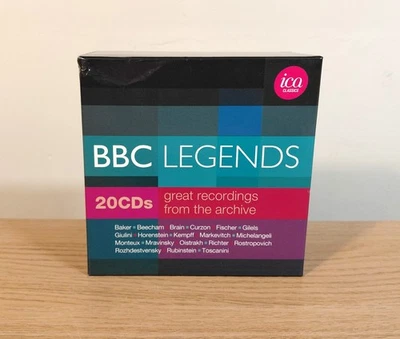 ica
CLASSICS
BBC LEGENDS
20CDs
great recordings
from the archive
Baker • Beecham Brain • Curzon Fischer • Gilels
Giulini Horenstein • Kempff Markevitch • Michelangeli
Monteux • Mravinsky Oistrakh • Richter Rostropovich
Rozhdestvensky Rubinstein • Toscanini